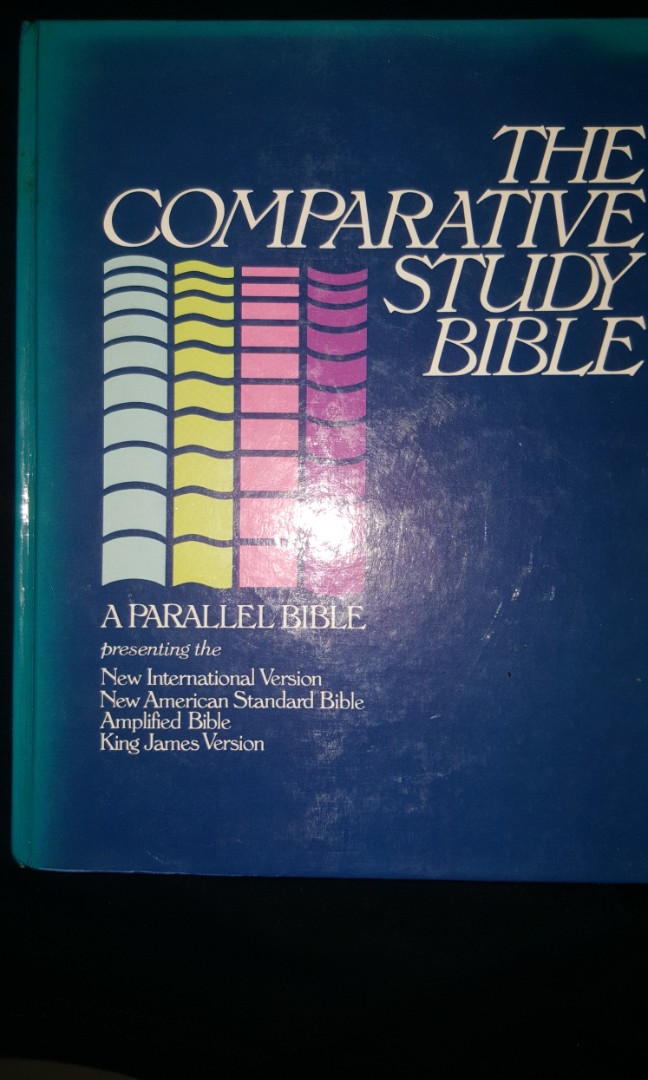 THE
COMPARATIVE
STUDY
BIBLE
A PARALLEL BIBLE
presenting the
New International Version
New American Standard Bible
Amplified Bible
King James Version